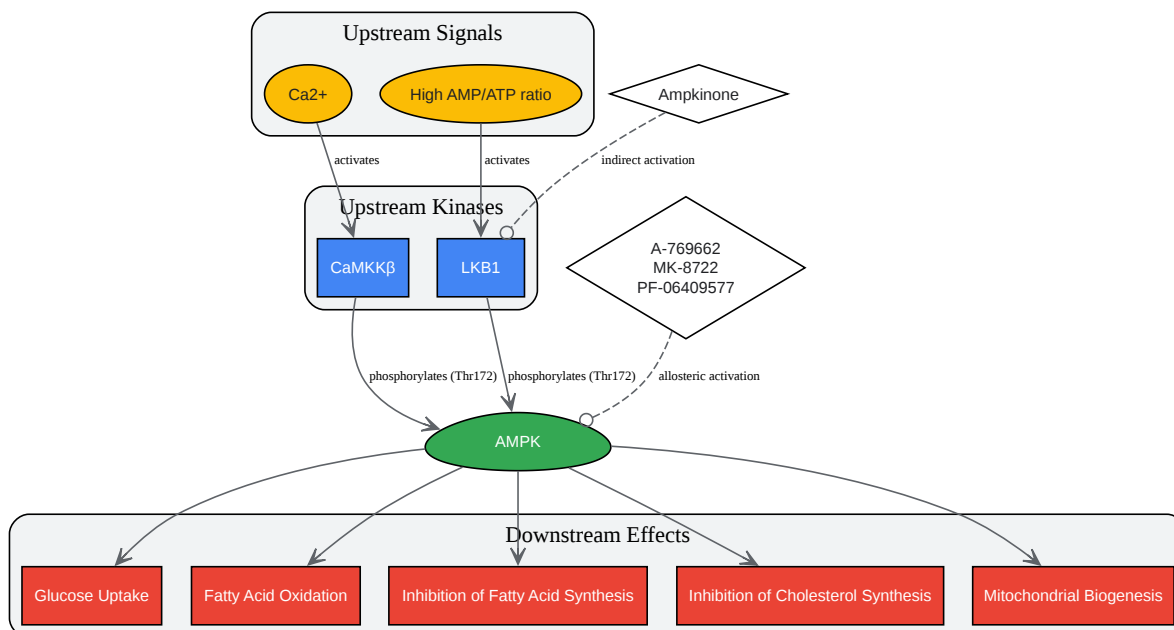 Upstream Signals
Ca2+
High AMP/ATP ratio
Ampkinone
activates
activates
indirect activation
Upstream Kinases
CaMKKβ
LKB1
A-769662
MK-8722
PF-06409577
phosphorylates (Thr172)
phosphorylates (Thr172)
allosteric activation
AMPK
Downstream Effects
Glucose Uptake
Fatty Acid Oxidation
Inhibition of Fatty Acid Synthesis
Inhibition of Cholesterol Synthesis
Mitochondrial Biogenesis